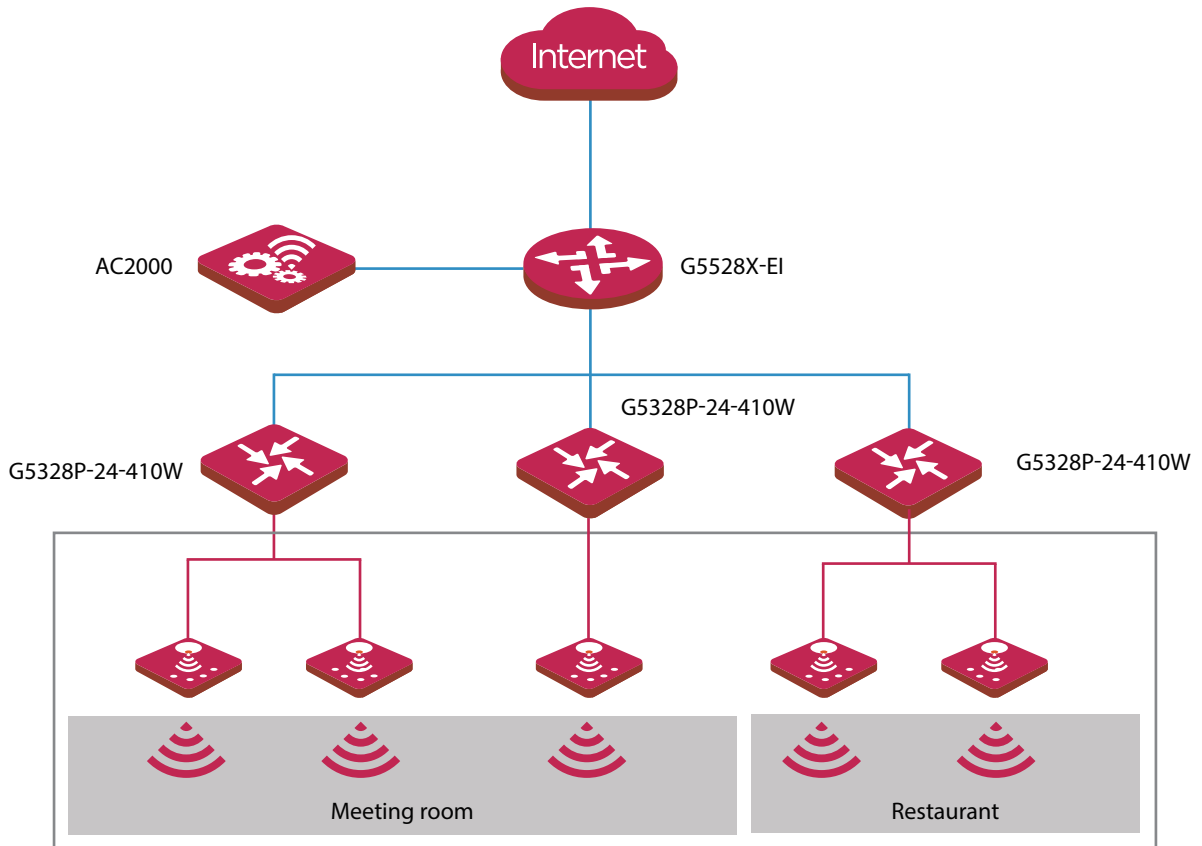 Internet
AC2000
G5528X-EI
G5328P-24-410W
G5328P-24-410W
G5328P-24-410W
Meeting room
Restaurant